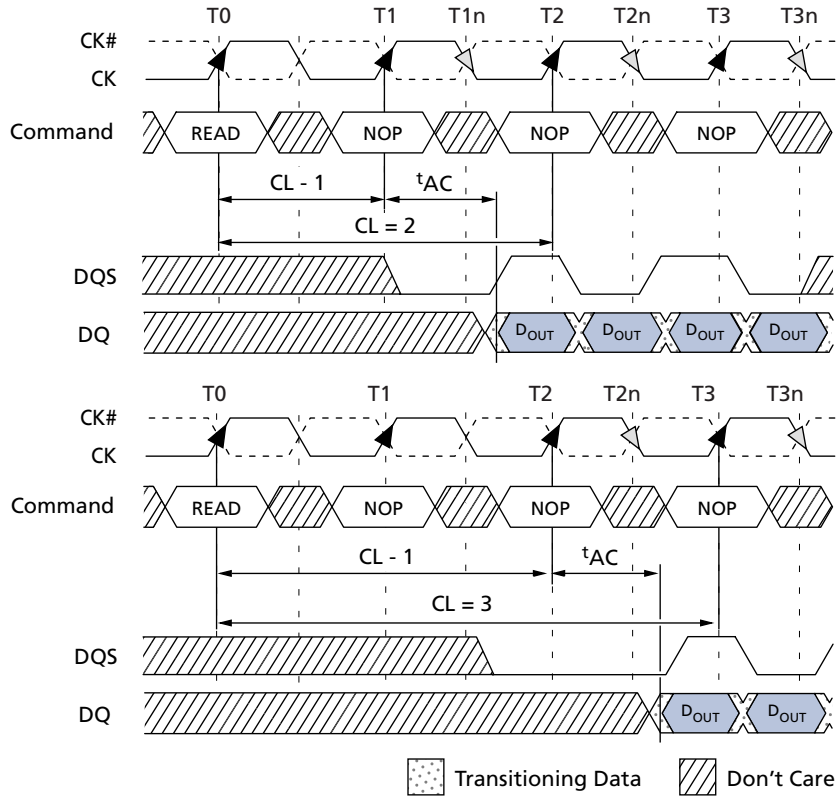 T0 T1 T1n T2 T2n T3 T3n
CK#
CK
Command READ NOP NOP NOP
CL - 1 tAC
CL = 2
DQS
DQ DOUT DOUT DOUT DOUT
T0 T1 T2 T2n T3 T3n
CK#
CK
Command READ NOP NOP NOP
CL - 1 tAC
CL = 3
DQS
DQ DOUT DOUT
Transitioning Data Don't Care